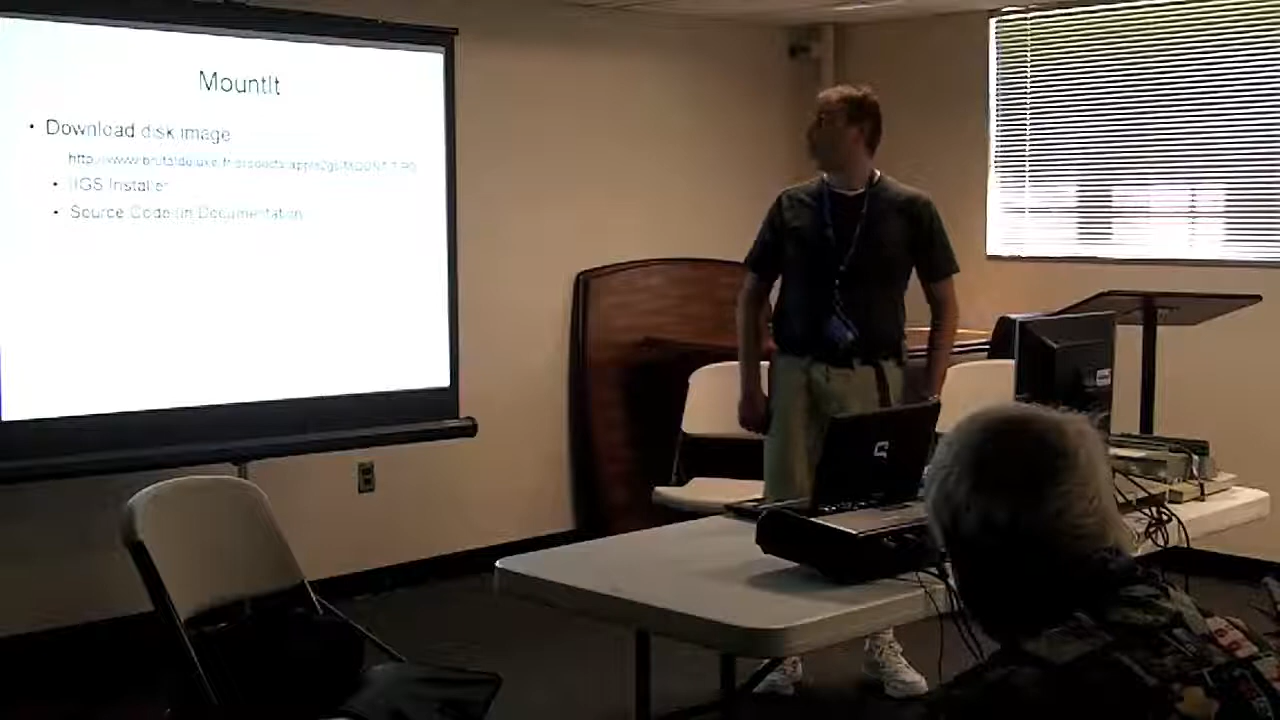 MountIt
• Download disk image
• IIGS Installer
• Source Code (in Documentation